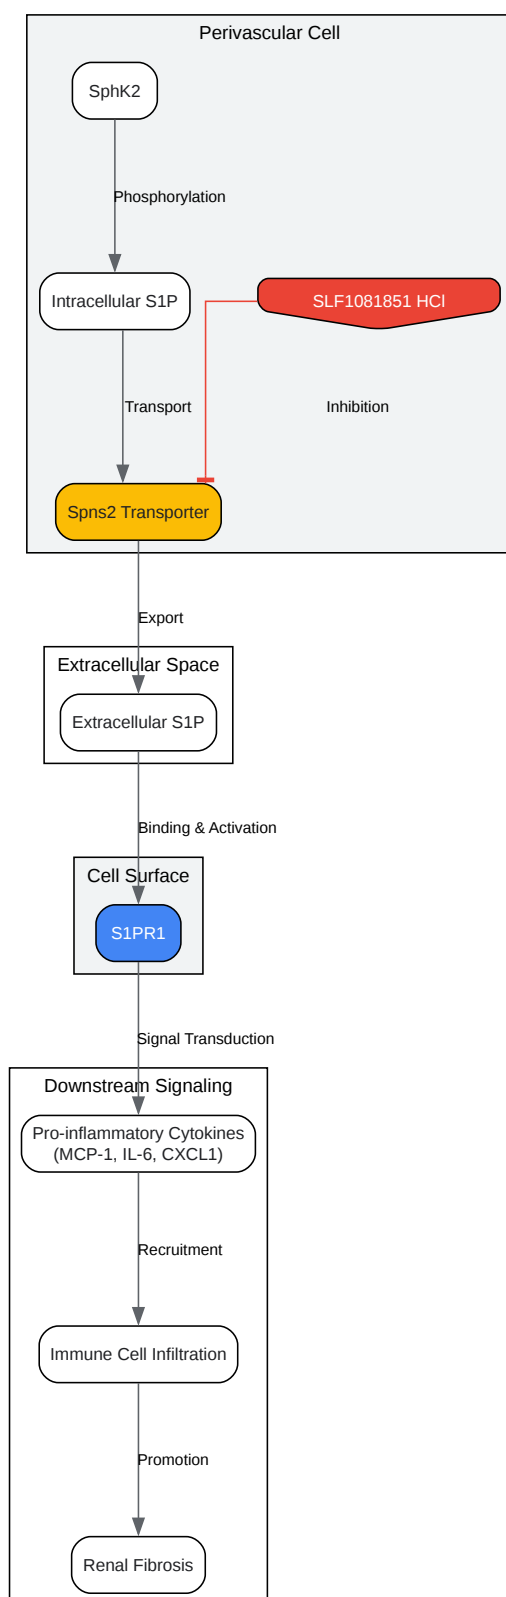 Perivascular Cell
SphK2
Phosphorylation
Intracellular S1P
SLF1081851 HCl
Transport
Inhibition
Spns2 Transporter
Export
Extracellular Space
Extracellular S1P
Binding & Activation
Cell Surface
S1PR1
Signal Transduction
Downstream Signaling
Pro-inflammatory Cytokines
(MCP-1, IL-6, CXCL1)
Recruitment
Immune Cell Infiltration
Promotion
Renal Fibrosis